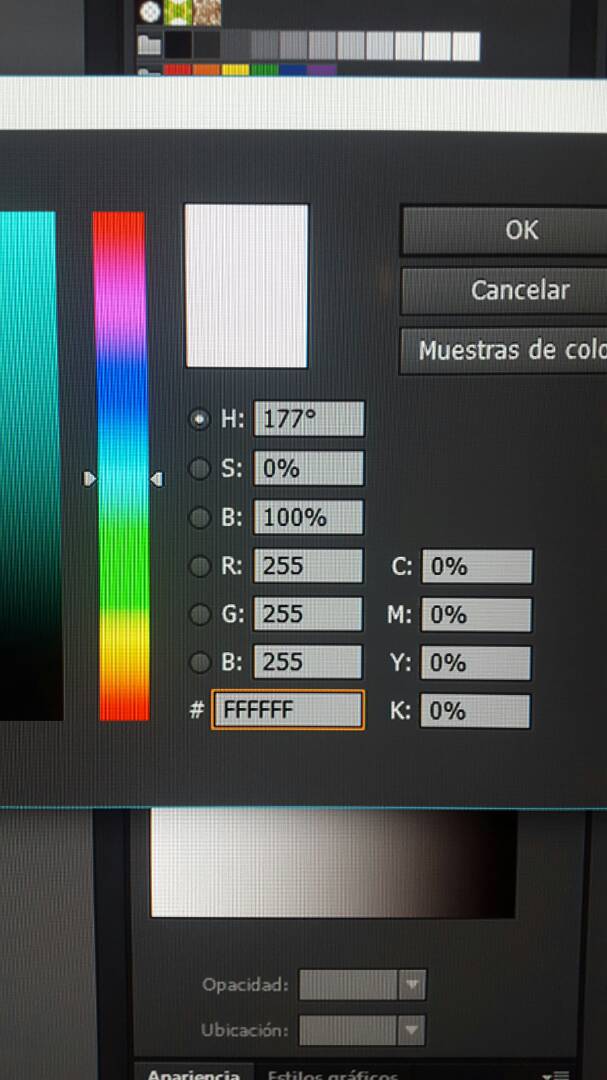 OK
Cancelar
Muestras de colo
H: 177°
S: 0%
B: 100%
R: 255 C: 0%
G: 255 M: 0%
B: 255 Y: 0%
# FFFFFF K: 0%
Opacidad:
Ubicación:
Apariencia Estilos gráficos